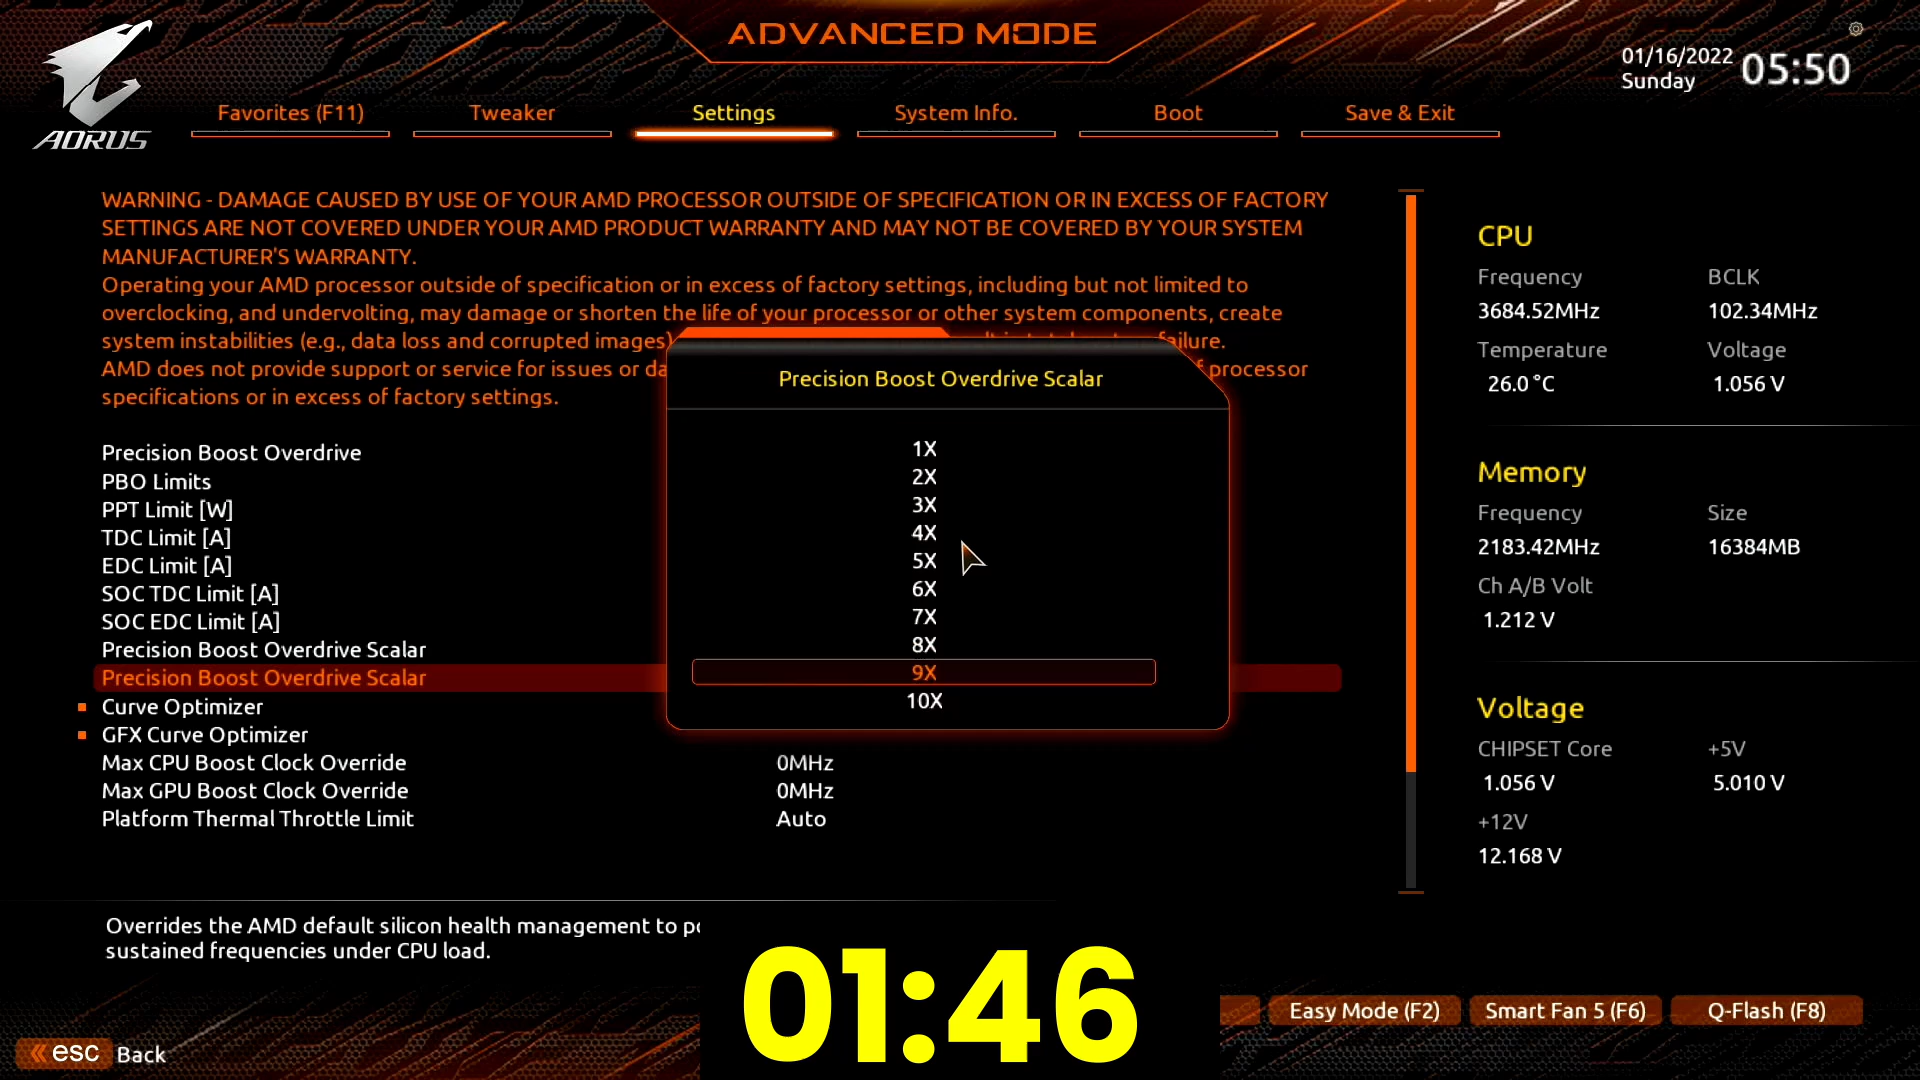 ADVANCED MODE
AORUS
01/16/2022
Sunday
05:50
Favorites (F11)
Tweaker
Settings
System Info.
Boot
Save & Exit
WARNING - DAMAGE CAUSED BY USE OF YOUR AMD PROCESSOR OUTSIDE OF SPECIFICATION OR IN EXCESS OF FACTORY
SETTINGS ARE NOT COVERED UNDER YOUR AMD PRODUCT WARRANTY AND MAY NOT BE COVERED BY YOUR SYSTEM
MANUFACTURER'S WARRANTY.
Operating your AMD processor outside of specification or in excess of factory settings, including but not limited to
overclocking, and undervolting, may damage or shorten the life of your processor or other system components, create
system instabilities (e.g., data loss and corrupted images) failure.
AMD does not provide support or service for issues or processor
specifications or in excess of factory settings.
Precision Boost Overdrive
PBO Limits
PPT Limit [W]
TDC Limit [A]
EDC Limit [A]
SOC TDC Limit [A]
SOC EDC Limit [A]
Precision Boost Overdrive Scalar
Precision Boost Overdrive Scalar
Curve Optimizer
GFX Curve Optimizer
Max CPU Boost Clock Override 0MHz
Max GPU Boost Clock Override 0MHz
Platform Thermal Throttle Limit Auto
Precision Boost Overdrive Scalar
1X
2X
3X
4X
5X
6X
7X
8X
9X
10X
CPU
Frequency BCLK
3684.52MHz 102.34MHz
Temperature Voltage
26.0 °C 1.056 V
Memory
Frequency Size
2183.42MHz 16384MB
Ch A/B Volt
1.212 V
Voltage
CHIPSET Core +5V
1.056 V 5.010 V
+12V
12.168 V
Overrides the AMD default silicon health management to
sustained frequencies under CPU load.
01:46
Easy Mode (F2)
Smart Fan 5 (F6)
Q-Flash (F8)
esc Back